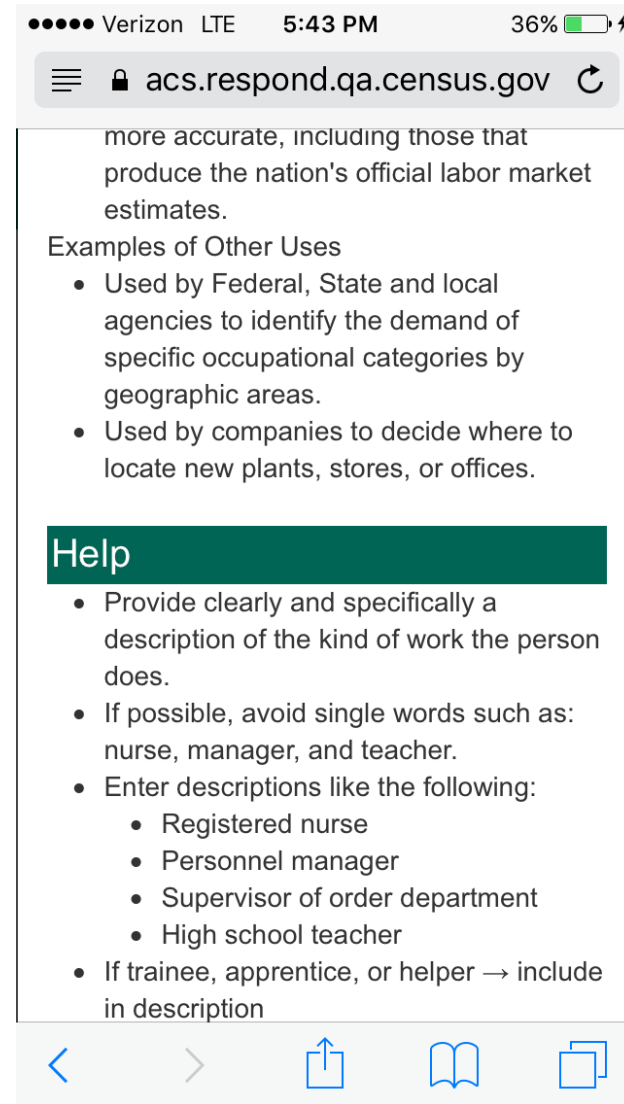 Verizon LTE 5:43 PM 36%
acs.respond.qa.census.gov
more accurate, including those that
produce the nation's official labor market
estimates.
Examples of Other Uses
• Used by Federal, State and local
agencies to identify the demand of
specific occupational categories by
geographic areas.
• Used by companies to decide where to
locate new plants, stores, or offices.
Help
• Provide clearly and specifically a
description of the kind of work the person
does.
• If possible, avoid single words such as:
nurse, manager, and teacher.
• Enter descriptions like the following:
• Registered nurse
• Personnel manager
• Supervisor of order department
• High school teacher
• If trainee, apprentice, or helper → include
in description